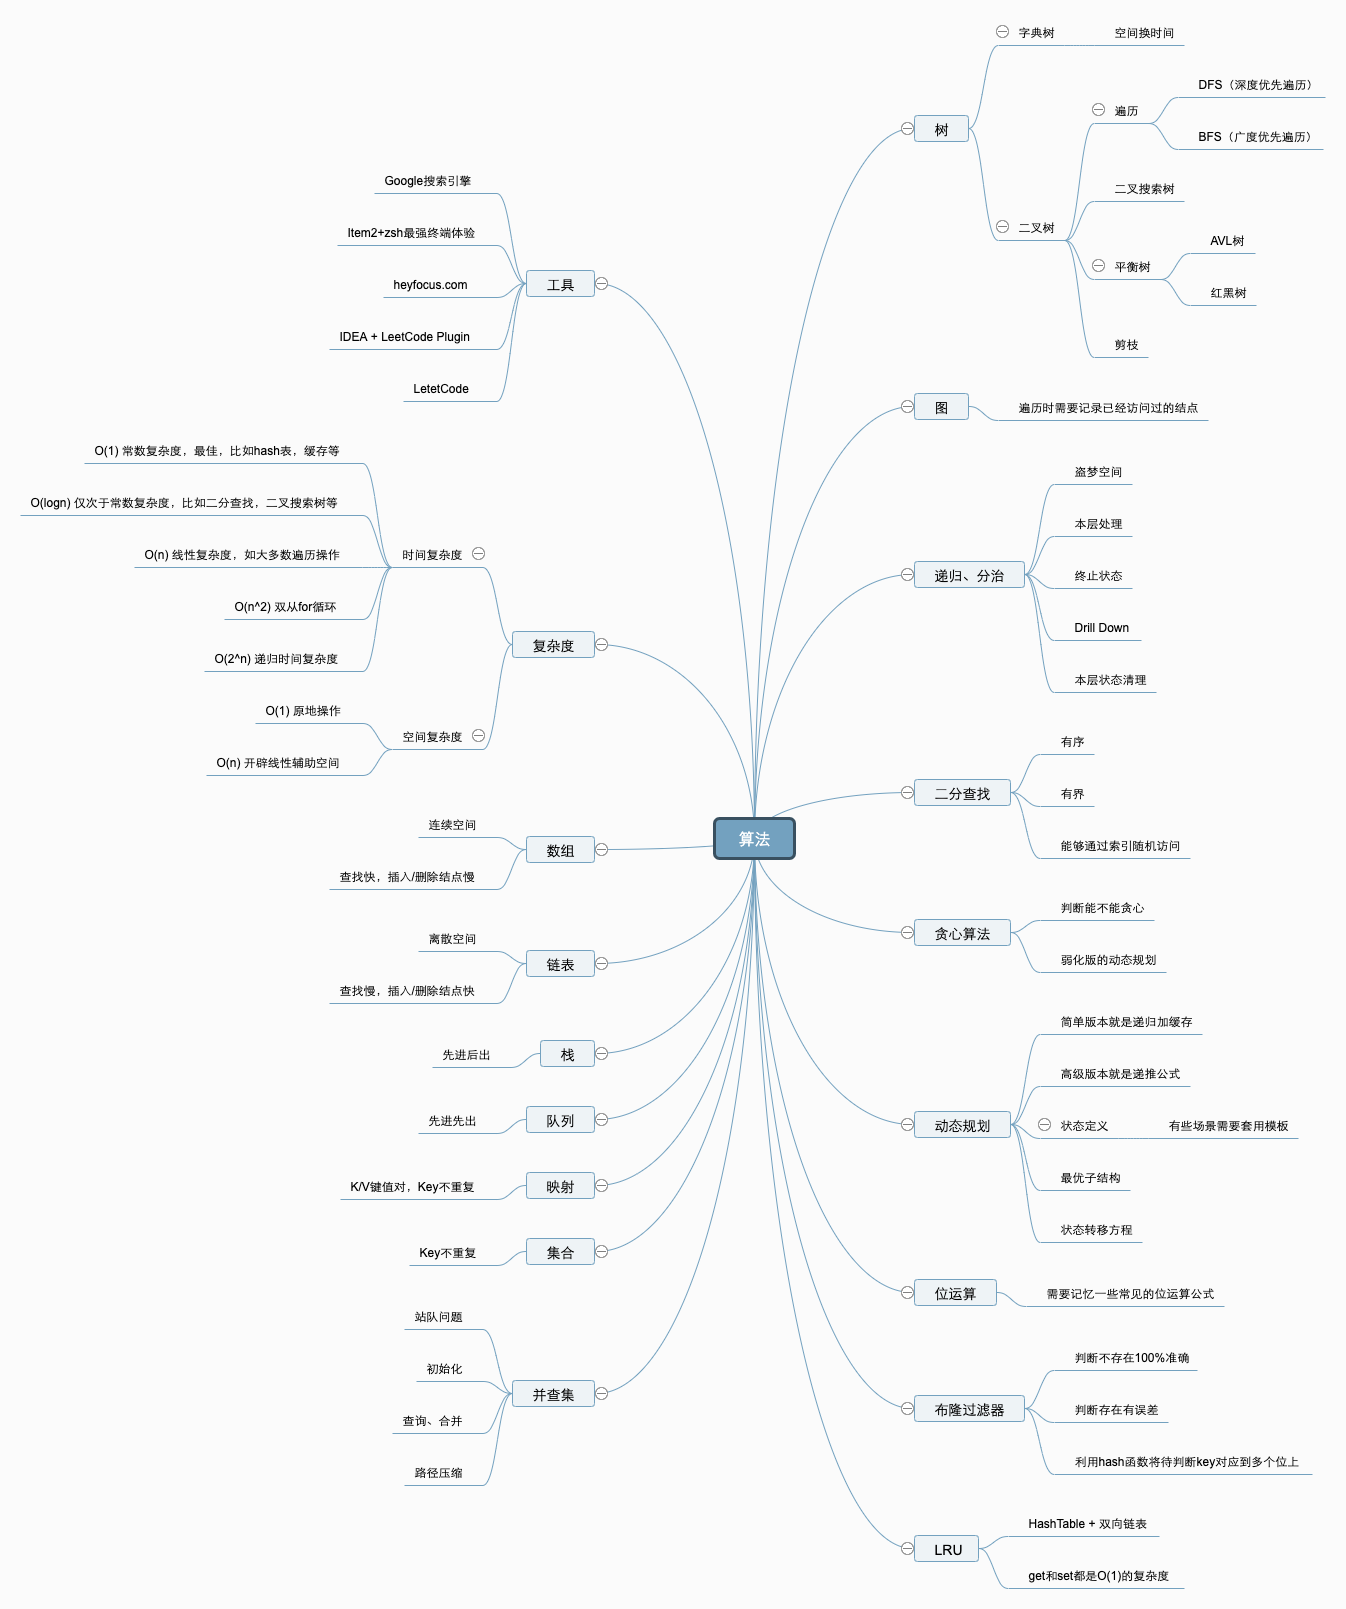 算法
工具
Google搜索引擎
Item2+zsh最强终端体验
heyfocus.com
IDEA + LeetCode Plugin
LetetCode
复杂度
时间复杂度
O(1) 常数复杂度，最佳，比如hash表，缓存等
O(logn) 仅次于常数复杂度，比如二分查找，二叉搜索树等
O(n) 线性复杂度，如大多数遍历操作
O(n^2) 双从for循环
O(2^n) 递归时间复杂度
空间复杂度
O(1) 原地操作
O(n) 开辟线性辅助空间
数组
连续空间
查找快，插入/删除结点慢
链表
离散空间
查找慢，插入/删除结点快
栈
先进后出
队列
先进先出
映射
K/V键值对，Key不重复
集合
Key不重复
并查集
站队问题
初始化
查询、合并
路径压缩
树
字典树
空间换时间
二叉树
遍历
DFS（深度优先遍历）
BFS（广度优先遍历）
二叉搜索树
平衡树
AVL树
红黑树
剪枝
图
遍历时需要记录已经访问过的结点
递归、分治
盗梦空间
本层处理
终止状态
Drill Down
本层状态清理
二分查找
有序
有界
能够通过索引随机访问
贪心算法
判断能不能贪心
弱化版的动态规划
动态规划
简单版本就是递归加缓存
高级版本就是递推公式
状态定义
有些场景需要套用模板
最优子结构
状态转移方程
位运算
需要记忆一些常见的位运算公式
布隆过滤器
判断不存在100%准确
判断存在有误差
利用hash函数将待判断key对应到多个位上
LRU
HashTable + 双向链表
get和set都是O(1)的复杂度